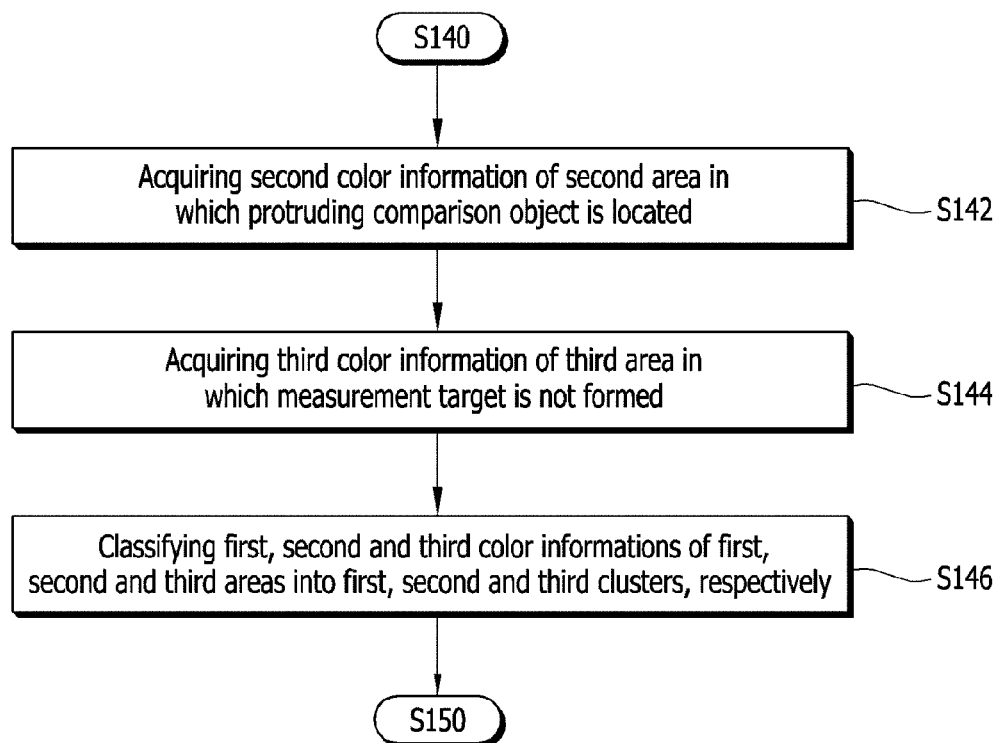 S140
Acquiring second color information of second area in
which protruding comparison object is located
S142
Acquiring third color information of third area in
which measurement target is not formed
S144
Classifying first, second and third color informations of first,
second and third areas into first, second and third clusters, respectively
S146
S150